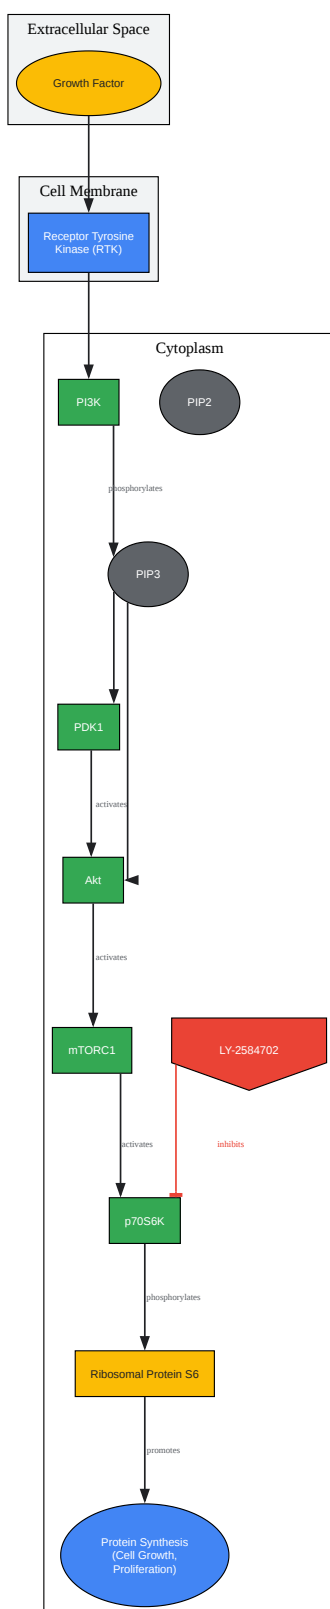 Extracellular Space
Growth Factor
Cell Membrane
Receptor Tyrosine
Kinase (RTK)
Cytoplasm
PI3K
PIP2
phosphorylates
PIP3
PDK1
activates
Akt
activates
mTORC1
LY-2584702
activates
inhibits
p70S6K
phosphorylates
Ribosomal Protein S6
promotes
Protein Synthesis
(Cell Growth,
Proliferation)